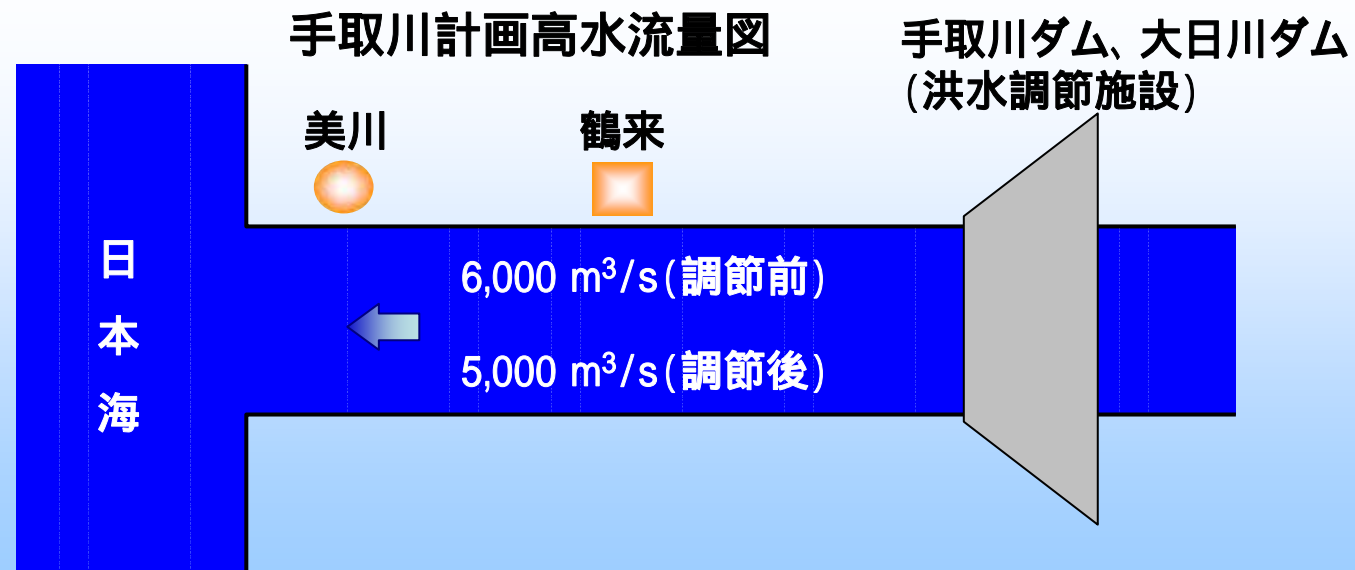 手取川計画高水流量図
手取川ダム、大日川ダム
(洪水調節施設)
美川
鶴来
日本海
6,000 m³/s(調節前)
5,000 m³/s(調節後)